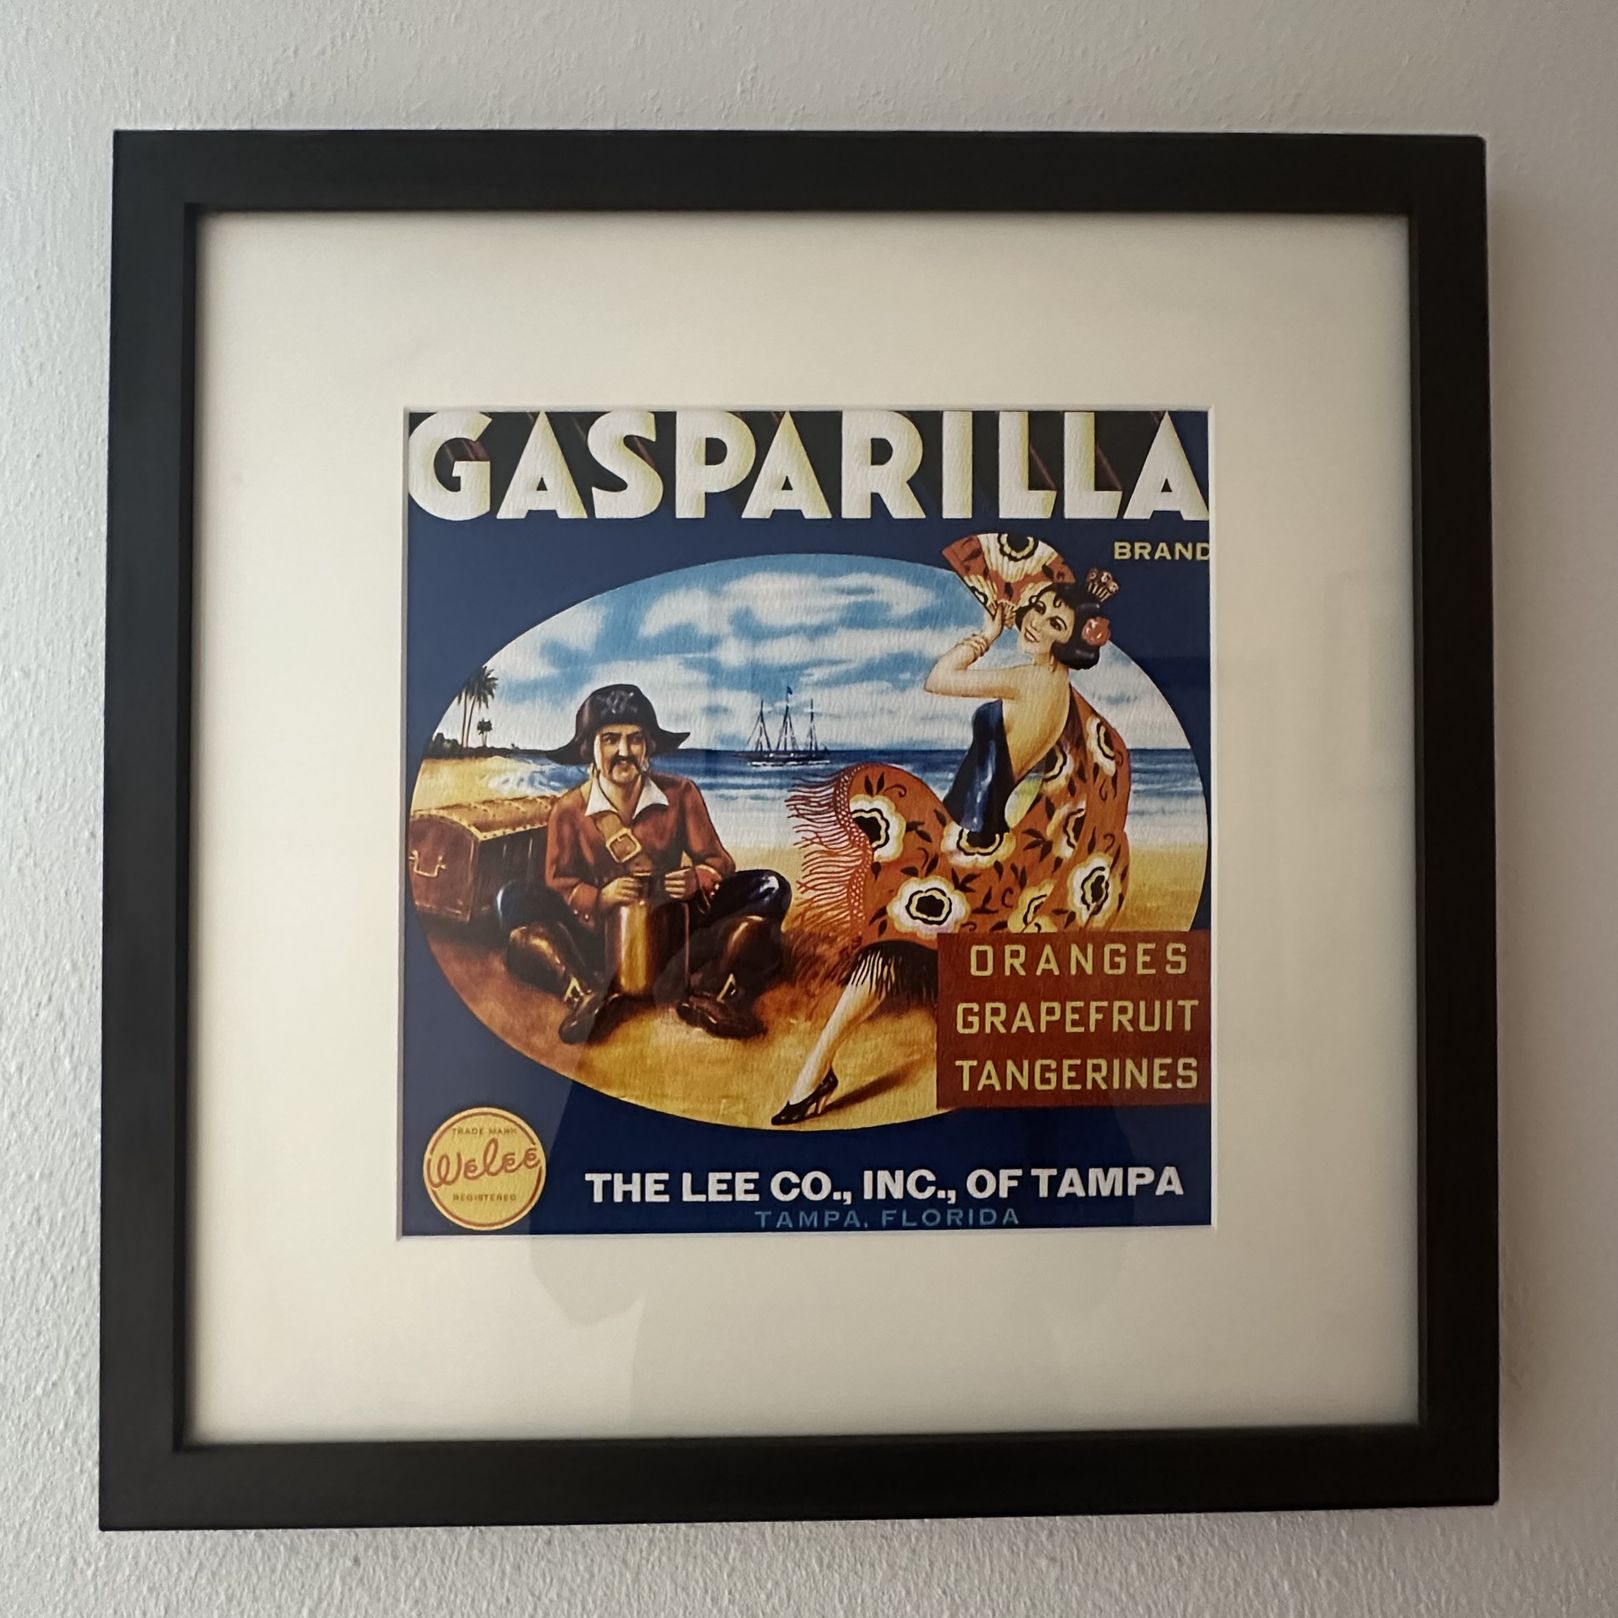 GASPARILLA
BRAND
ORANGES
GRAPEFRUIT
TANGERINES
TRADE MARK
Welee
REGISTERED
THE LEE CO., INC., OF TAMPA
TAMPA, FLORIDA